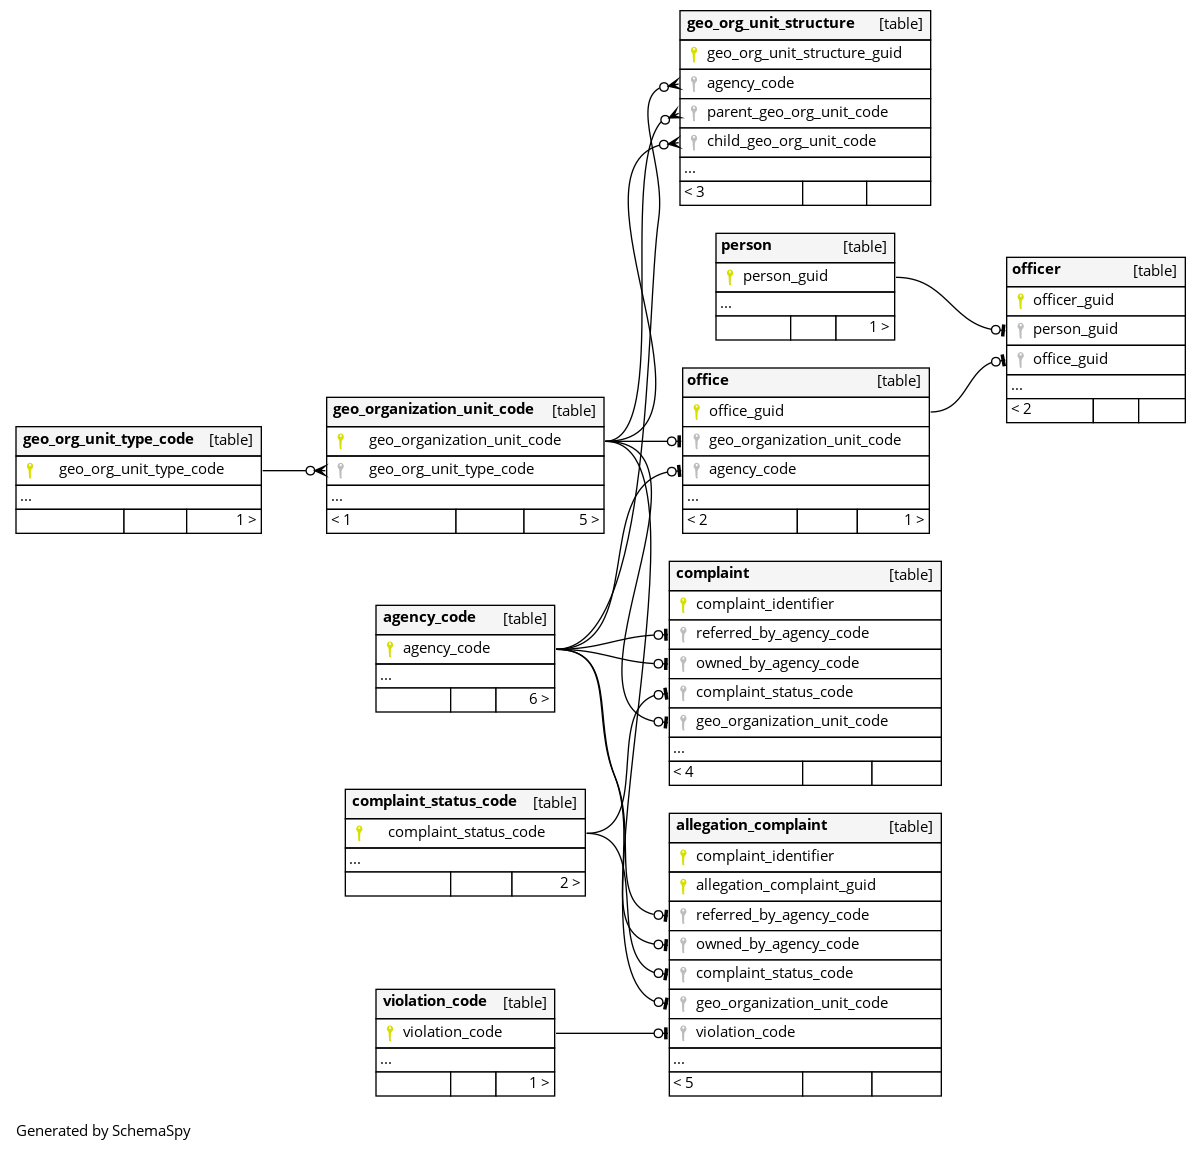 geo_org_unit_structure [table]
geo_org_unit_structure_guid
agency_code
parent_geo_org_unit_code
child_geo_org_unit_code
...
< 3
person [table]
person_guid
...
1 >
officer [table]
officer_guid
person_guid
office_guid
...
< 2
office [table]
office_guid
geo_organization_unit_code
agency_code
...
< 2 1 >
geo_organization_unit_code [table]
geo_organization_unit_code
geo_org_unit_type_code
...
< 1 5 >
geo_org_unit_type_code [table]
geo_org_unit_type_code
...
1 >
complaint [table]
complaint_identifier
referred_by_agency_code
owned_by_agency_code
complaint_status_code
geo_organization_unit_code
...
< 4
agency_code [table]
agency_code
...
6 >
complaint_status_code [table]
complaint_status_code
...
2 >
allegation_complaint [table]
complaint_identifier
allegation_complaint_guid
referred_by_agency_code
owned_by_agency_code
complaint_status_code
geo_organization_unit_code
violation_code
...
< 5
violation_code [table]
violation_code
...
1 >
Generated by SchemaSpy